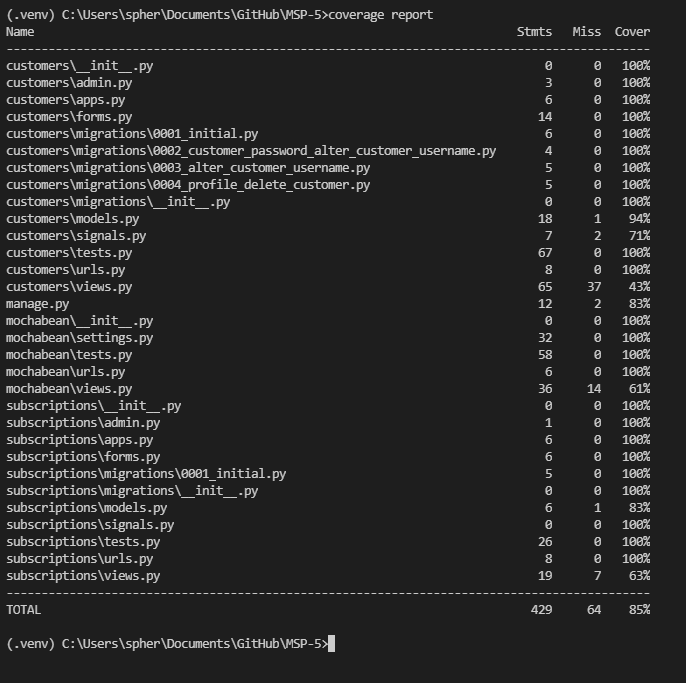 (.venv) C:\Users\spher\Documents\GitHub\MSP-5>coverage report
Name                                                                     Stmts   Miss  Cover
--------------------------------------------------------------------------------------------
customers\__init__.py                                                        0      0   100%
customers\admin.py                                                           3      0   100%
customers\apps.py                                                            6      0   100%
customers\forms.py                                                          14      0   100%
customers\migrations\0001_initial.py                                         6      0   100%
customers\migrations\0002_customer_password_alter_customer_username.py       4      0   100%
customers\migrations\0003_alter_customer_username.py                         5      0   100%
customers\migrations\0004_profile_delete_customer.py                         5      0   100%
customers\migrations\__init__.py                                             0      0   100%
customers\models.py                                                         18      1    94%
customers\signals.py                                                         7      2    71%
customers\tests.py                                                          67      0   100%
customers\urls.py                                                            8      0   100%
customers\views.py                                                          65     37    43%
manage.py                                                                   12      2    83%
mochabean\__init__.py                                                        0      0   100%
mochabean\settings.py                                                       32      0   100%
mochabean\tests.py                                                          58      0   100%
mochabean\urls.py                                                            6      0   100%
mochabean\views.py                                                          36     14    61%
subscriptions\__init__.py                                                    0      0   100%
subscriptions\admin.py                                                       1      0   100%
subscriptions\apps.py                                                        6      0   100%
subscriptions\forms.py                                                       6      0   100%
subscriptions\migrations\0001_initial.py                                     5      0   100%
subscriptions\migrations\__init__.py                                         0      0   100%
subscriptions\models.py                                                      6      1    83%
subscriptions\signals.py                                                     0      0   100%
subscriptions\tests.py                                                      26      0   100%
subscriptions\urls.py                                                        8      0   100%
subscriptions\views.py                                                      19      7    63%
--------------------------------------------------------------------------------------------
TOTAL                                                                      429     64    85%
(.venv) C:\Users\spher\Documents\GitHub\MSP-5>